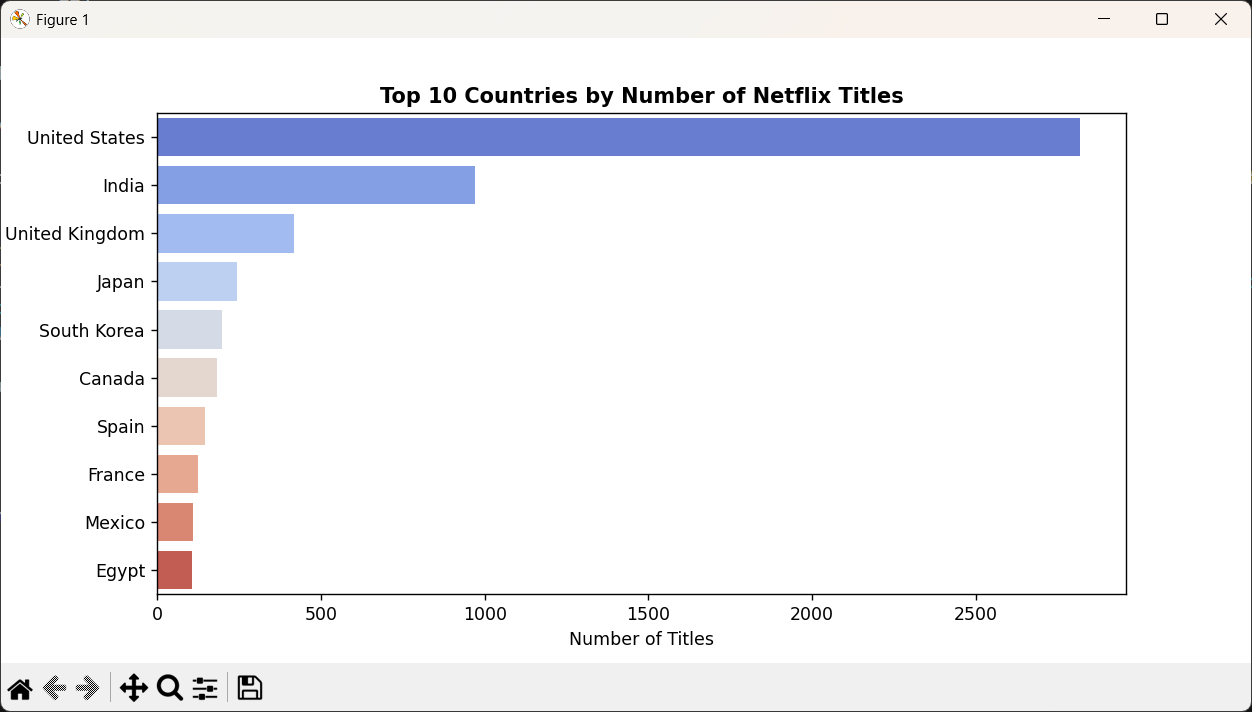 Figure 1
Top 10 Countries by Number of Netflix Titles
United States
India
United Kingdom
Japan
South Korea
Canada
Spain
France
Mexico
Egypt
0 500 1000 1500 2000 2500
Number of Titles